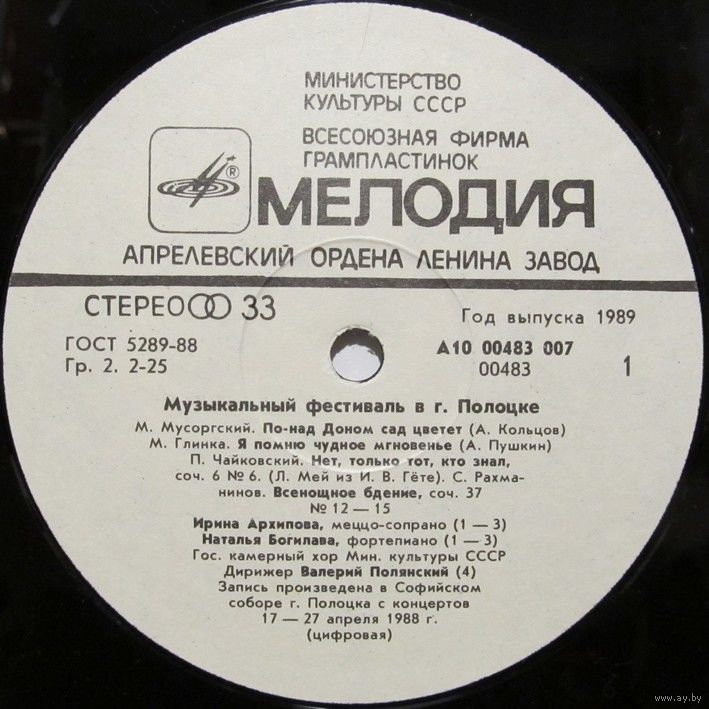 МИНИСТЕРСТВО
КУЛЬТУРЫ СССР
ВСЕСОЮЗНАЯ ФИРМА
ГРАМПЛАСТИНОК
®
МЕЛОДИЯ
АПРЕЛЕВСКИЙ ОРДЕНА ЛЕНИНА ЗАВОД
СТЕРЕО 33
Год выпуска 1989
ГОСТ 5289-88
Гр. 2. 2-25
А10 00483 007
00483
1
Музыкальный фестиваль в г. Полоцке
М. Мусоргский. По-над Доном сад цветет (А. Кольцов)
М. Глинка. Я помню чудное мгновенье (А. Пушкин)
П. Чайковский. Нет, только тот, кто знал,
соч. 6 № 6. (Л. Мей из И. В. Гёте). С. Рахма-
нинов. Всенощное бдение, соч. 37
№ 12 — 15
Ирина Архипова, меццо-сопрано (1 — 3)
Наталья Богилава, фортепиано (1 — 3)
Гос. камерный хор Мин. культуры СССР
Дирижер Валерий Полянский (4)
Запись произведена в Софийском
соборе г. Полоцка с концертов
17 — 27 апреля 1988 г.
(цифровая)
www.ay.by